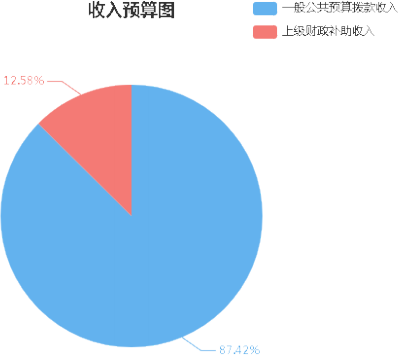 收入预算图
一般公共预算拨款收入
上级财政补助收入
12.58%
87.42%